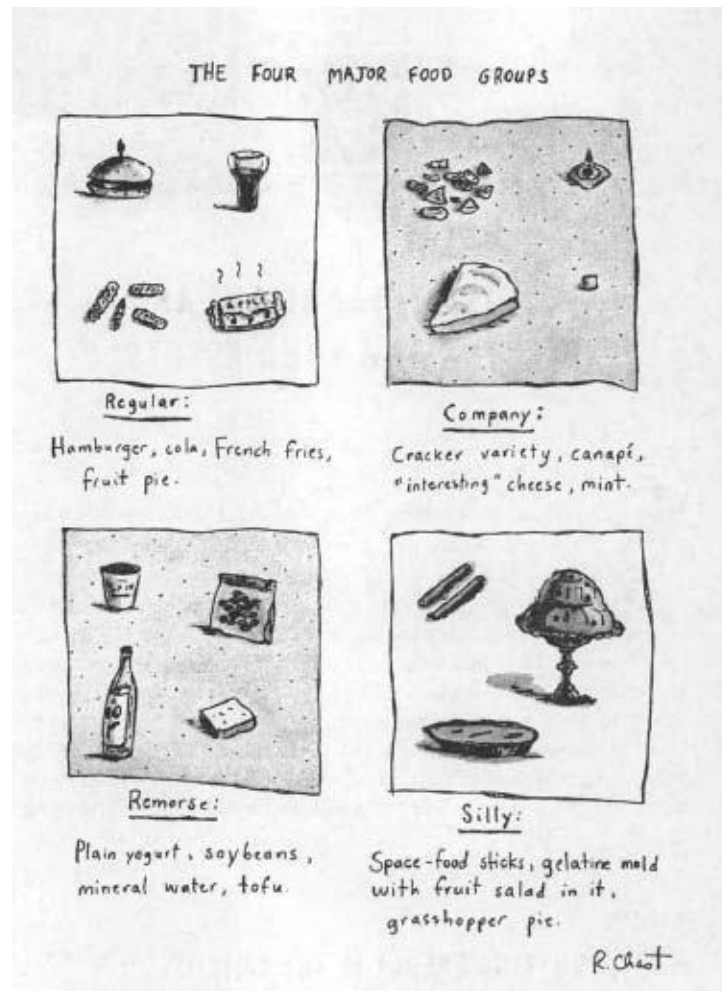 THE FOUR MAJOR FOOD GROUPS
APPLE
Regular:
Hamburger, cola, French fries,
fruit pie.
Company:
Cracker variety, canapé,
"interesting" cheese, mint.
Remorse:
Plain yogurt, soybeans,
mineral water, tofu.
Silly:
Space-food sticks, gelatine mold
with fruit salad in it,
grasshopper pie.
R. Chast